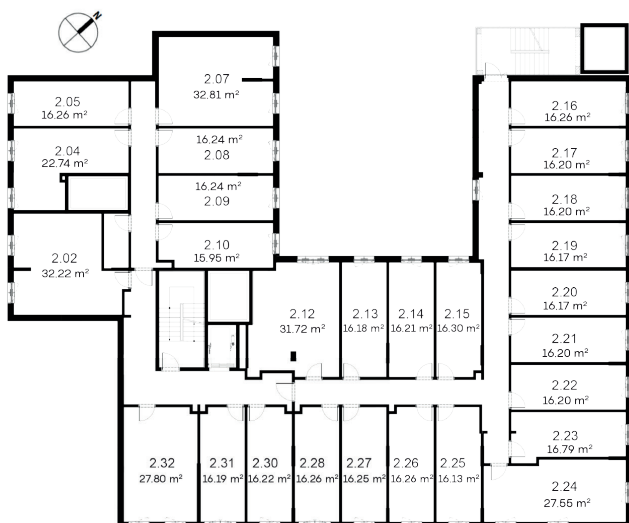 N
2.07
32.81 m²
2.05
16.26 m²
2.04
22.74 m²
16.24 m²
2.08
16.24 m²
2.09
2.10
15.95 m²
2.02
32.22 m²
2.16
16.26 m²
2.17
16.20 m²
2.18
16.20 m²
2.19
16.17 m²
2.20
16.17 m²
2.21
16.20 m²
2.22
16.20 m²
2.23
16.79 m²
2.24
27.55 m²
2.12
31.72 m²
2.13
16.18 m²
2.14
16.21 m²
2.15
16.30 m²
2.32
27.80 m²
2.31
16.19 m²
2.30
16.22 m²
2.28
16.26 m²
2.27
16.25 m²
2.26
16.26 m²
2.25
16.13 m²